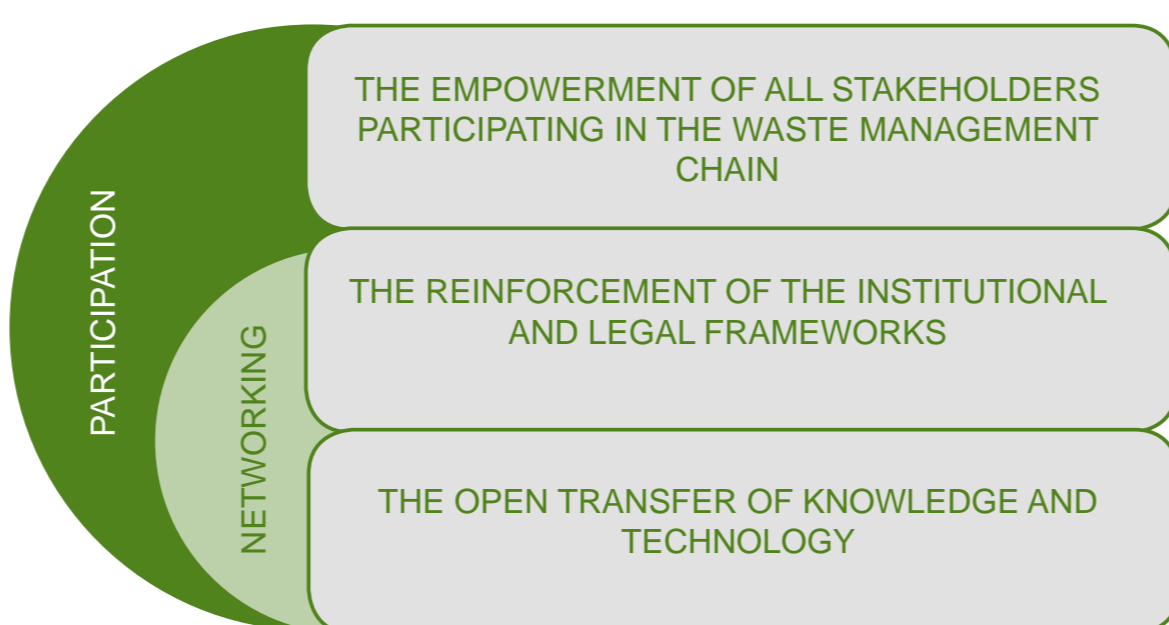 PARTICIPATION
NETWORKING
THE EMPOWERMENT OF ALL STAKEHOLDERS
PARTICIPATING IN THE WASTE MANAGEMENT
CHAIN
THE REINFORCEMENT OF THE INSTITUTIONAL
AND LEGAL FRAMEWORKS
THE OPEN TRANSFER OF KNOWLEDGE AND
TECHNOLOGY